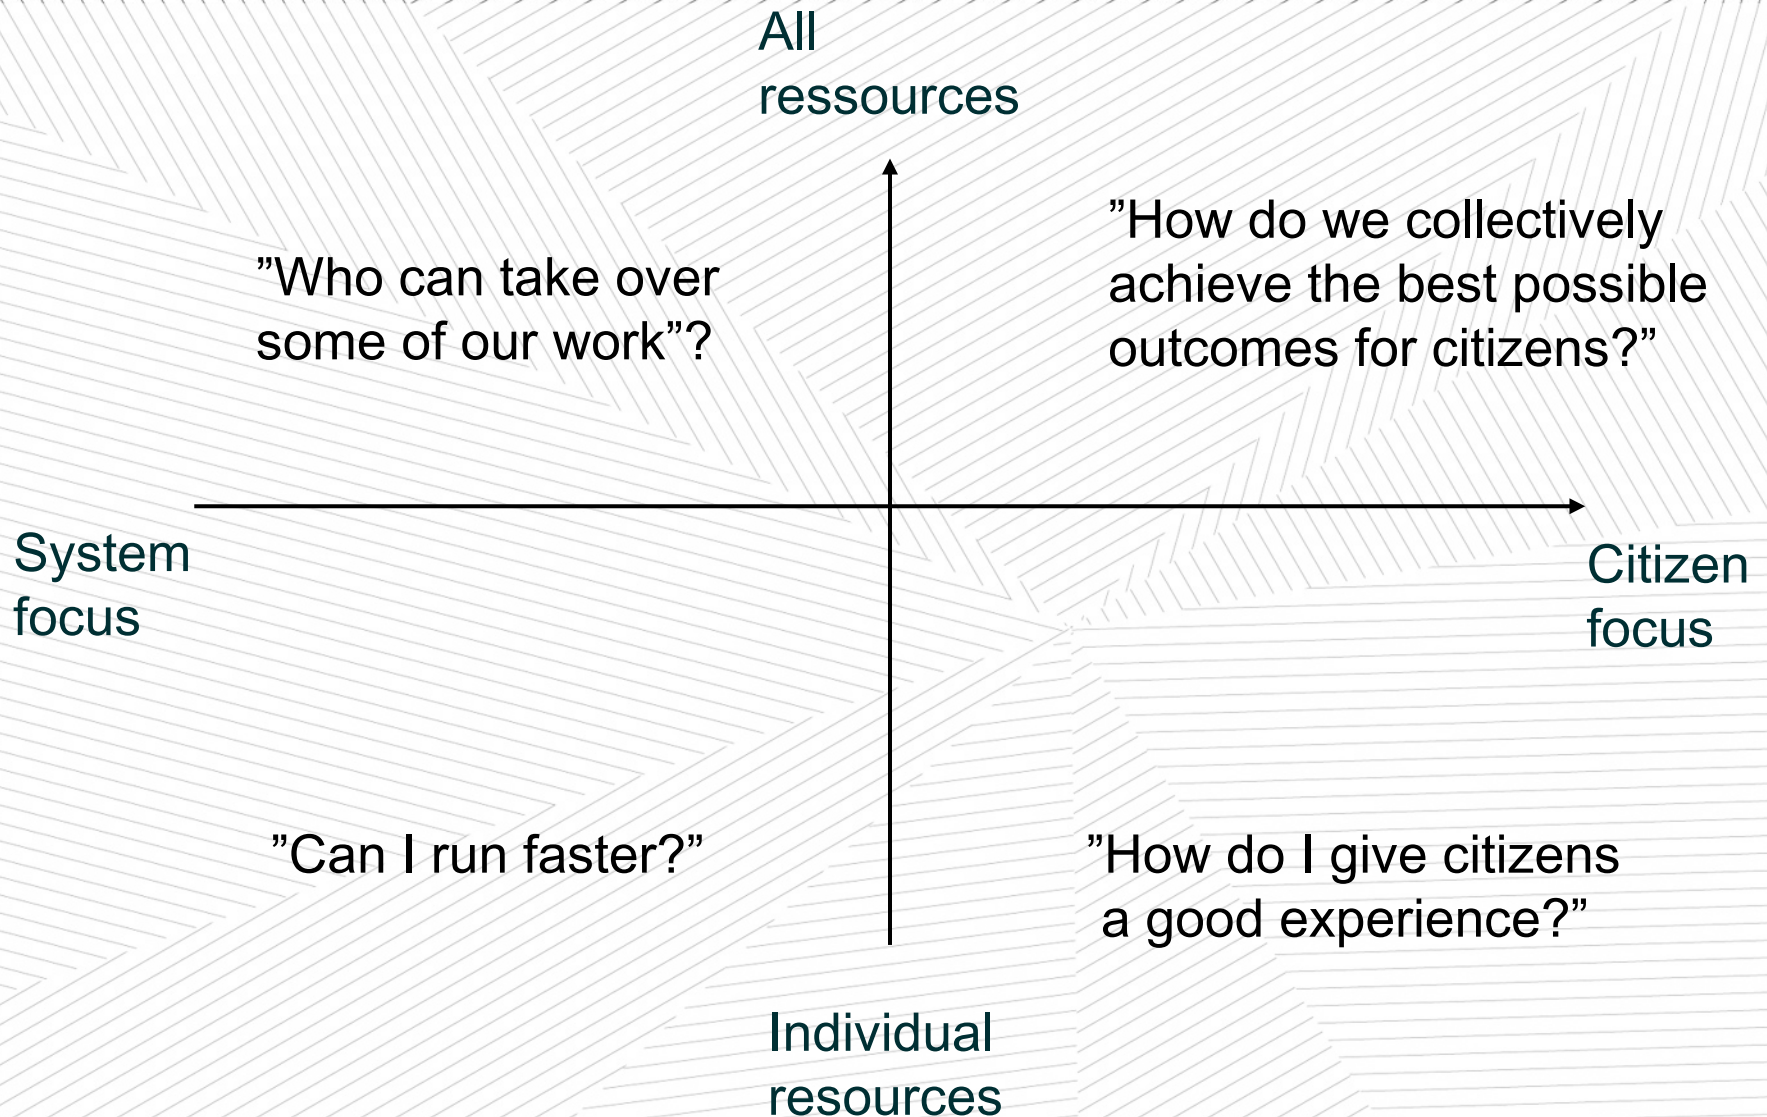 All
ressources
”Who can take over
some of our work”?
”How do we collectively
achieve the best possible
outcomes for citizens?”
System
focus
Citizen
focus
”Can I run faster?”
”How do I give citizens
a good experience?”
Individual
resources